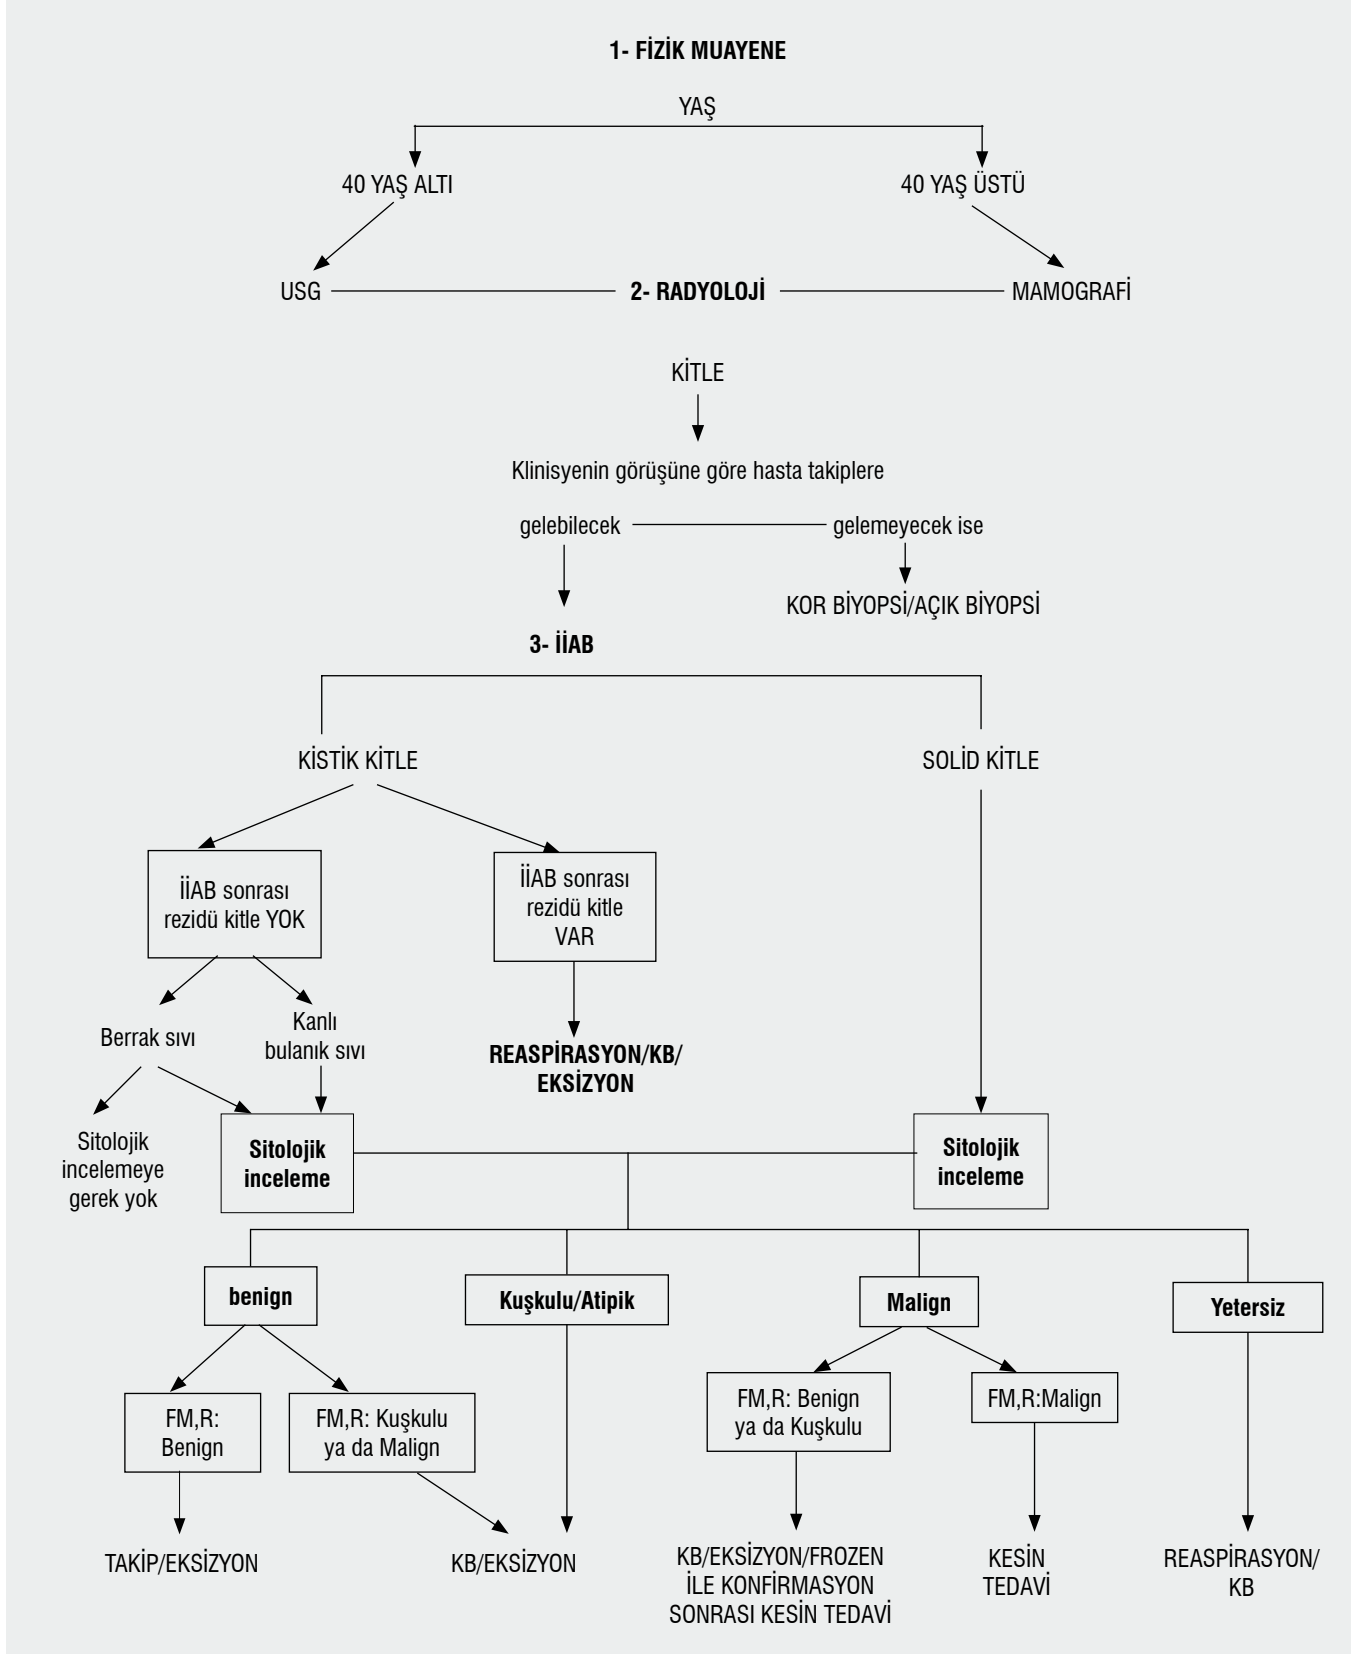 1- FİZİK MUAYENE
YAŞ
40 YAŞ ALTI
40 YAŞ ÜSTÜ
USG
2- RADYOLOJİ
MAMOGRAFİ
KİTLE
Klinisyenin görüşüne göre hasta takiplere
gelebilecek
gelemeyecek ise
KOR BİYOPSİ/AÇIK BİYOPSİ
3- İİAB
KİSTİK KİTLE
SOLİD KİTLE
İİAB sonrası
rezidü kitle YOK
İİAB sonrası
rezidü kitle
VAR
Berrak sıvı
Kanlı
bulanık sıvı
REASPİRASYON/KB/
EKSİZYON
Sitolojik
incelemeye
gerek yok
Sitolojik
inceleme
Sitolojik
inceleme
benign
Kuşkulu/Atipik
Malign
Yetersiz
FM,R:
Benign
FM,R: Kuşkulu
ya da Malign
FM,R: Benign
ya da Kuşkulu
FM,R:Malign
TAKİP/EKSİZYON
KB/EKSİZYON
KB/EKSİZYON/FROZEN
İLE KONFİRMASYON
SONRASI KESİN TEDAVİ
KESİN
TEDAVİ
REASPİRASYON/
KB